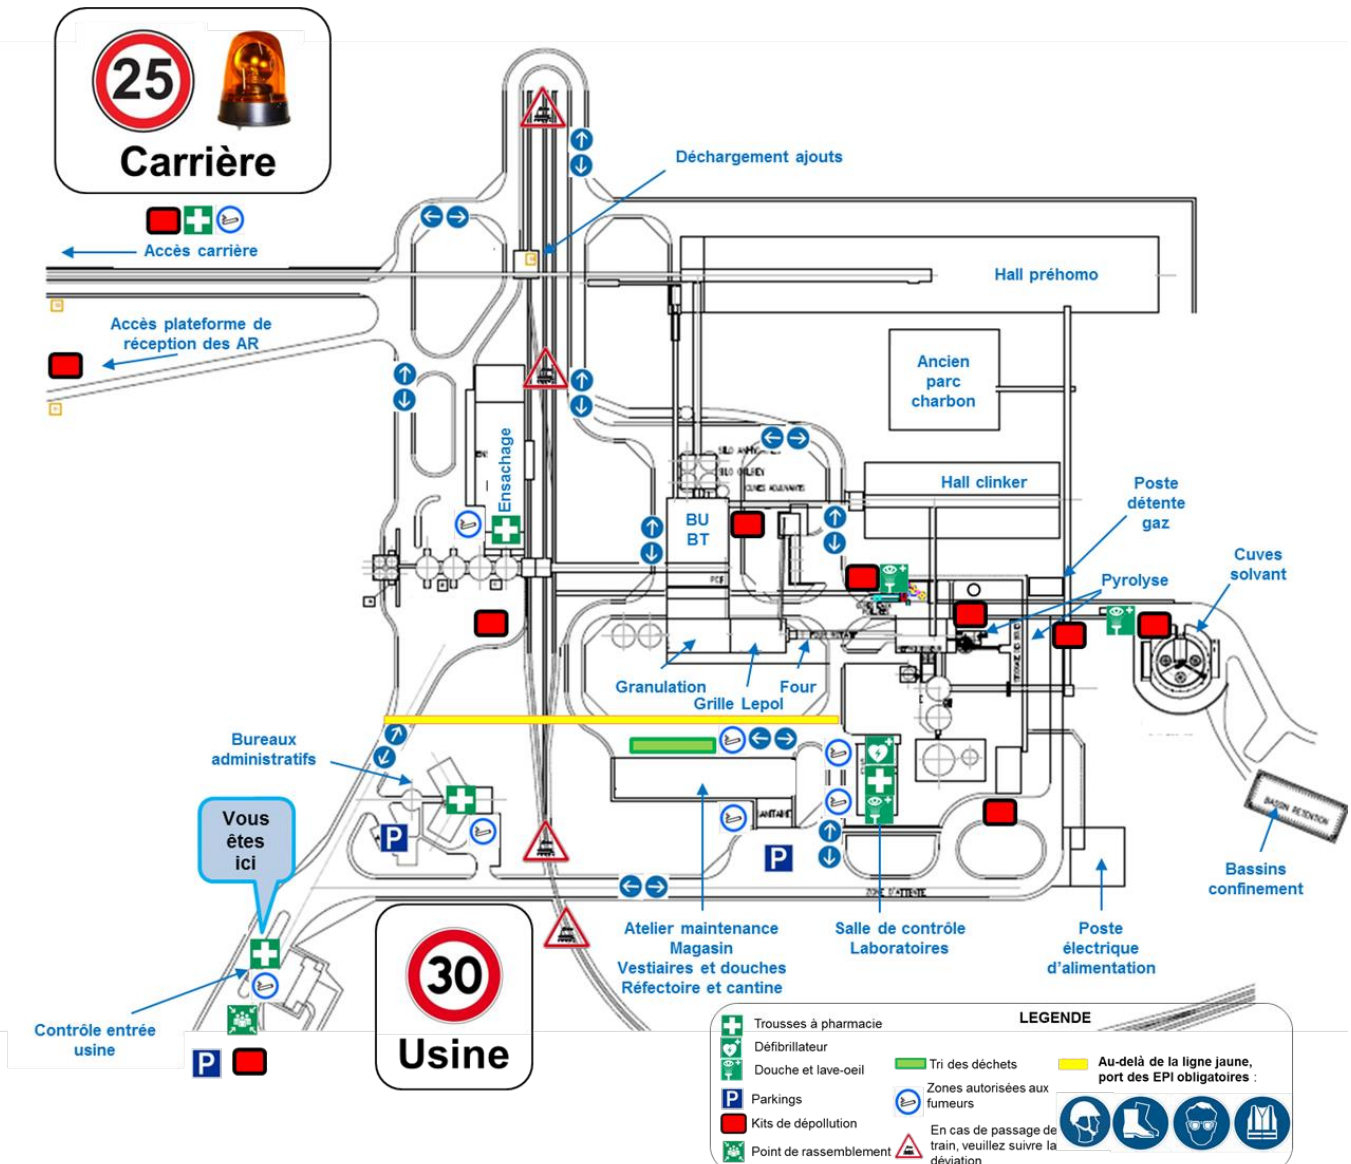 25
Carrière
Accès carrière
Accès plateforme de
réception des AR
Déchargement ajouts
Hall préhomo
Ancien
parc
charbon
Ensachage
Hall clinker
Poste
détente
gaz
BU
BT
Cuves
solvant
Pyrolyse
Granulation
Grille Lepol
Four
Bureaux
administratifs
Vous
êtes
ici
P
P
SANITAIRE
BASSIN RETENTION
Bassins
confinement
ZONE D'ATTENTE
Atelier maintenance
Magasin
Vestiaires et douches
Réfectoire et cantine
Salle de contrôle
Laboratoires
Poste
électrique
d'alimentation
30
Usine
Contrôle entrée
usine
P
LEGENDE
Trousses à pharmacie
Défibrillateur
Douche et lave-oeil
P Parkings
Kits de dépollution
Point de rassemblement
Tri des déchets
Zones autorisées aux
fumeurs
En cas de passage de
train, veuillez suivre la
déviation
Au-delà de la ligne jaune,
port des EPI obligatoires :